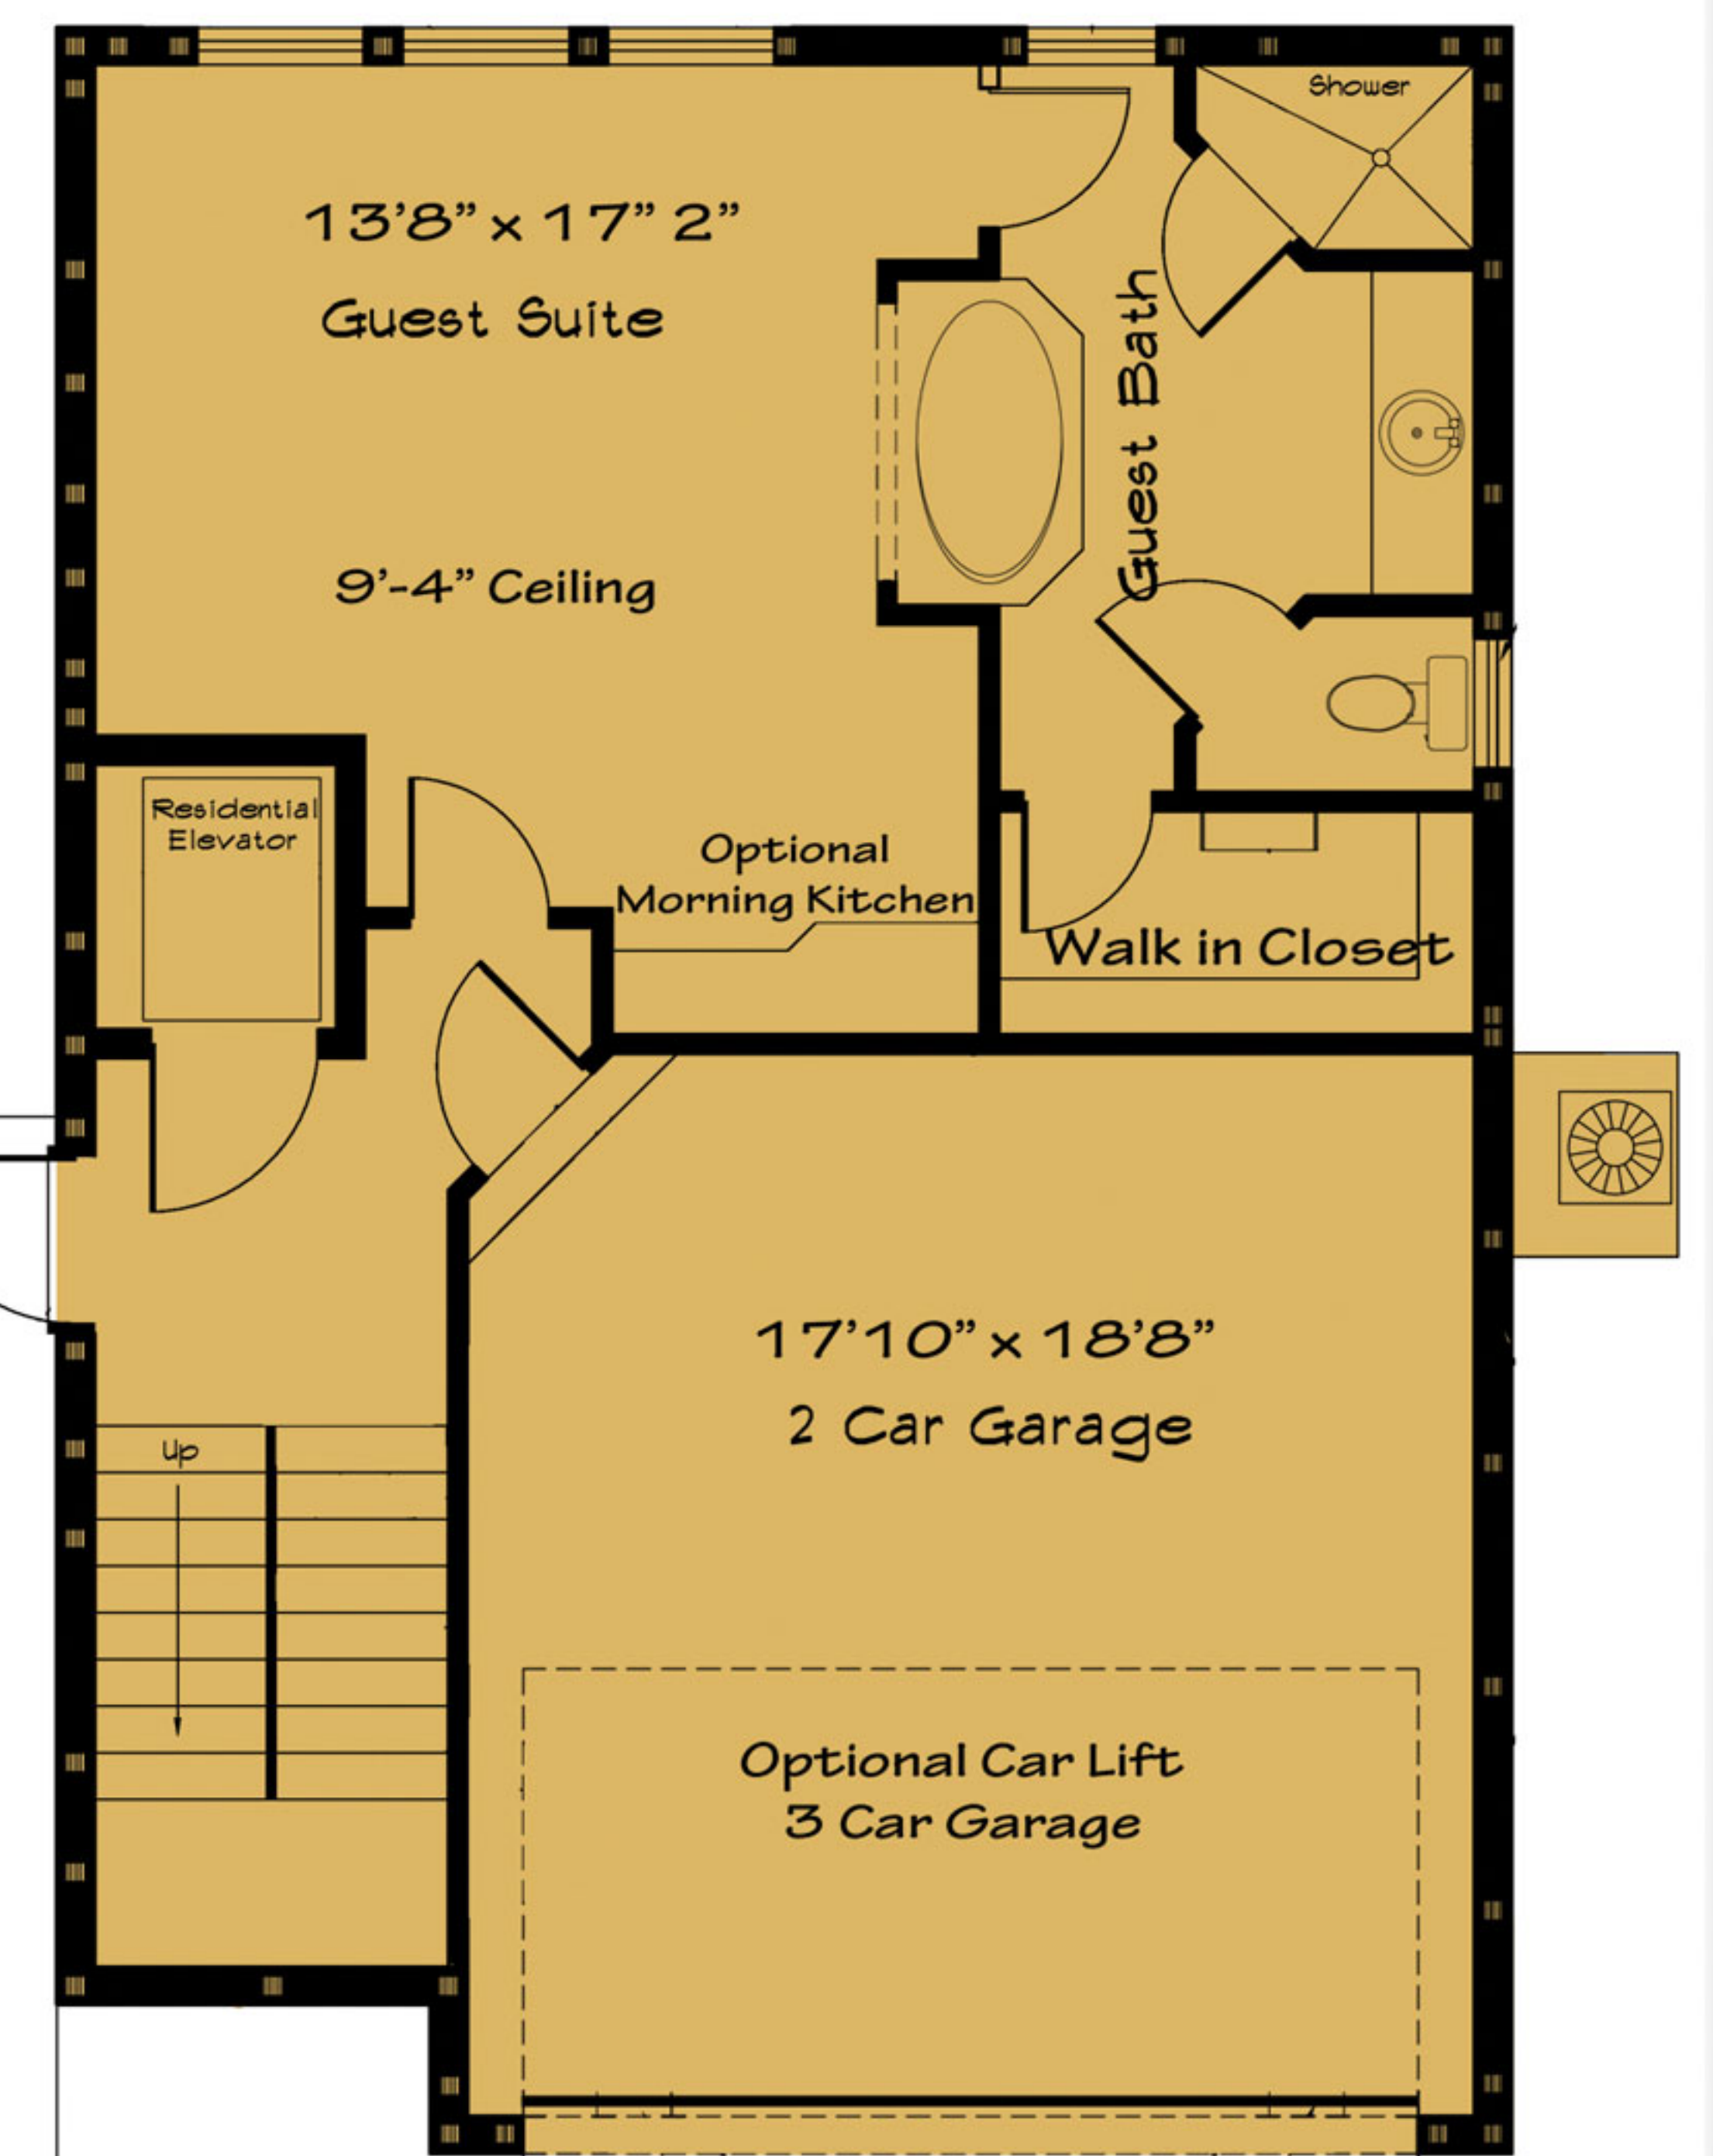 Shower
13'8” x 17” 2”
Guest Suite
Guest Bath
9'-4” Ceiling
Residential
Elevator
Optional
Morning Kitchen
Walk in Closet
17'10” x 18'8”
2 Car Garage
Up
Optional Car Lift
3 Car Garage